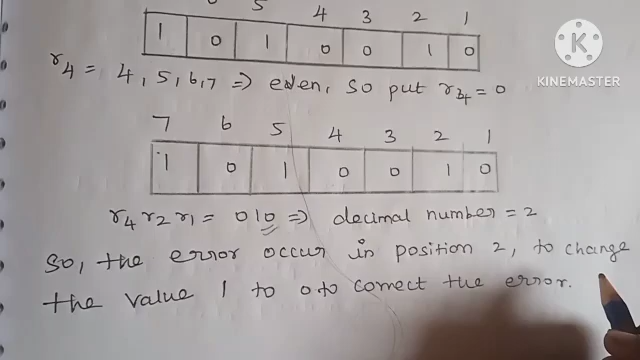 5 4 3 2 1
1 0 1 0 0 1 0
r4 = 4, 5, 6, 7 => even, so put r4 = 0
7 6 5 4 3 2 1
1 0 1 0 0 1 0
r4 r2 r1 = 010 => decimal number = 2
so, the error occur in position 2, to change
the value 1 to 0 to correct the error.
KINEMASTER